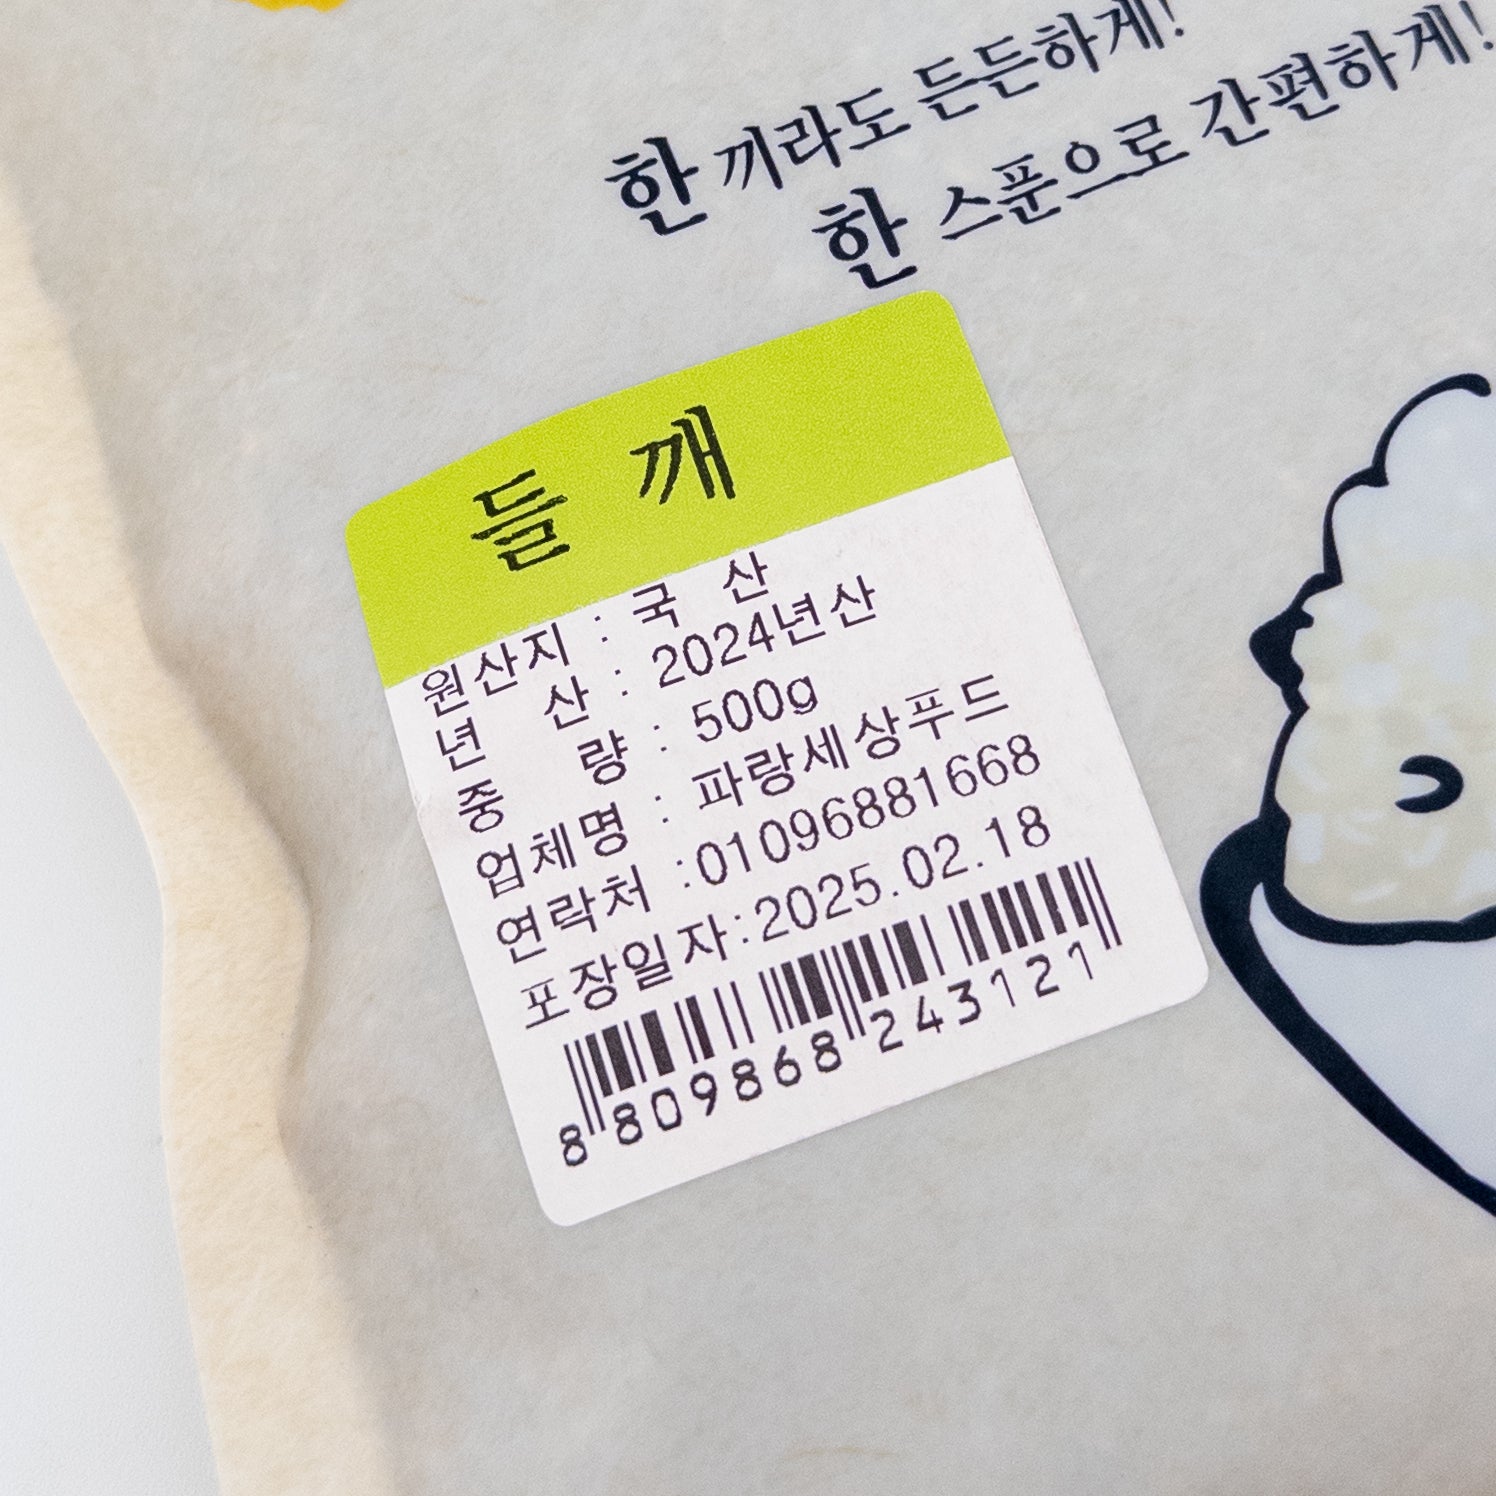 한 끼라도 든든하게!
한 스푼으로 간편하게!
들 깨
원산지 : 국 산
년 산 : 2024년산
중 량 : 500g
업체명 : 파랑세상푸드
연락처 :01096881668
포장일자:2025.02.18
8 809868 243121